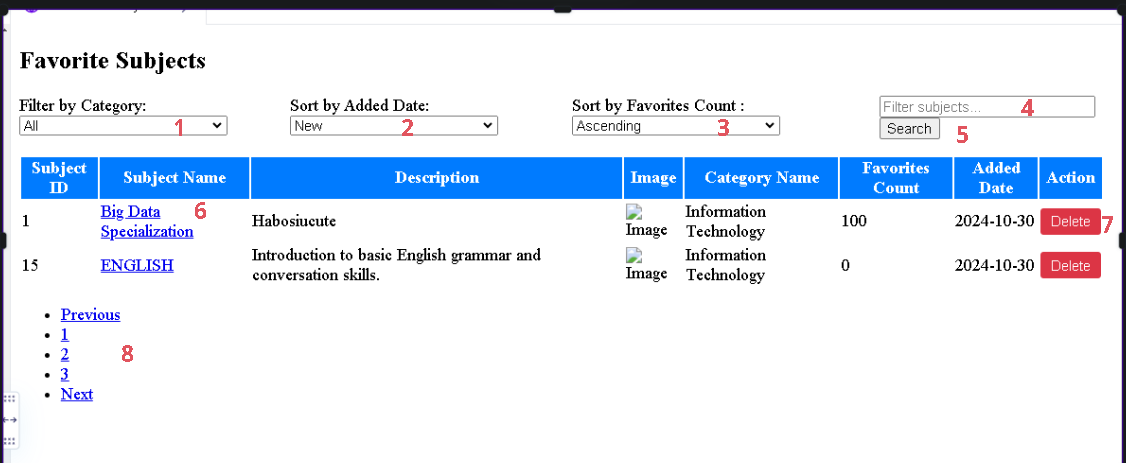 Favorite Subjects
Filter by Category:
All
1
Sort by Added Date:
New
2
Sort by Favorites Count :
Ascending
3
Filter subjects...
4
Search
5
Subject ID Subject Name Description Image Category Name Favorites Count Added Date Action
1 Big Data Specialization 6 Habosiucute Image Information Technology 100 2024-10-30 Delete 7
15 ENGLISH Introduction to basic English grammar and conversation skills. Image Information Technology 0 2024-10-30 Delete
Previous
1
2
8
3
Next